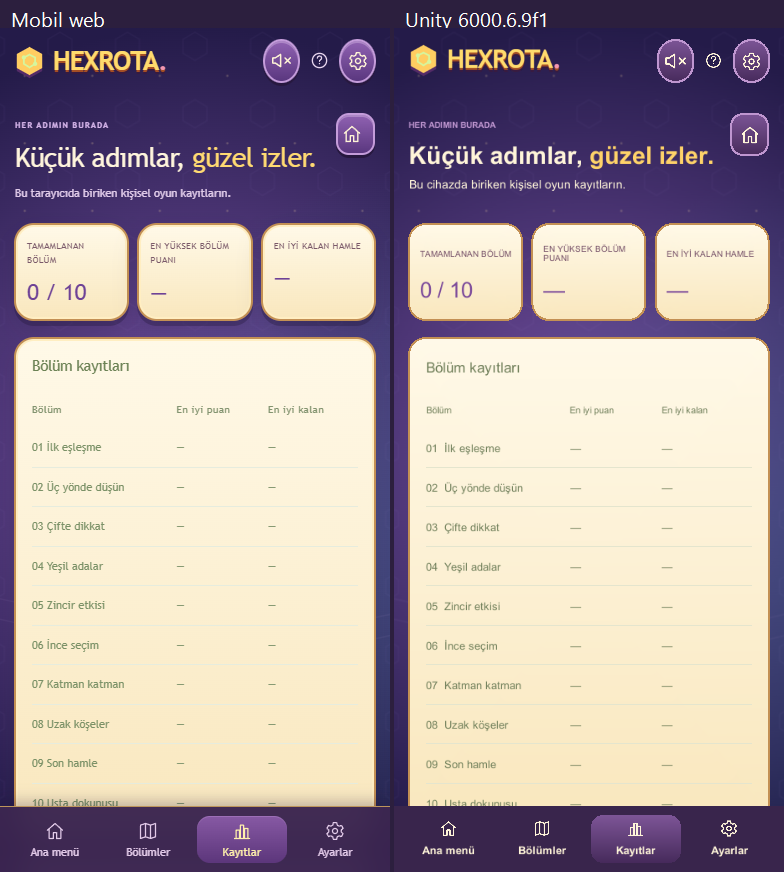 Mobil web
HEXROTA.
HER ADIMIN BURADA
Küçük adımlar, güzel izler.
Bu tarayıcıda biriken kişisel oyun kayıtların.
TAMAMLANAN
BÖLÜM
0 / 10
EN YÜKSEK BÖLÜM
PUANI
—
EN İYİ KALAN HAMLE
—
Bölüm kayıtları
Bölüm En iyi puan En iyi kalan
01 İlk eşleşme — —
02 Üç yönde düşün — —
03 Çifte dikkat — —
04 Yeşil adalar — —
05 Zincir etkisi — —
06 İnce seçim — —
07 Katman katman — —
08 Uzak köşeler — —
09 Son hamle — —
10 Usta dokunuşu — —
Ana menü Bölümler Kayıtlar Ayarlar
Unity 6000.6.9f1
HEXROTA.
HER ADIMIN BURADA
Küçük adımlar, güzel izler.
Bu cihazda biriken kişisel oyun kayıtların.
TAMAMLANAN BÖLÜM
0 / 10
EN YÜKSEK BÖLÜM
PUANI
—
EN İYİ KALAN HAMLE
—
Bölüm kayıtları
Bölüm En iyi puan En iyi kalan
01 İlk eşleşme — —
02 Üç yönde düşün — —
03 Çifte dikkat — —
04 Yeşil adalar — —
05 Zincir etkisi — —
06 İnce seçim — —
07 Katman katman — —
08 Uzak köşeler — —
09 Son hamle — —
10 Usta dokunuşu — —
Ana menü Bölümler Kayıtlar Ayarlar